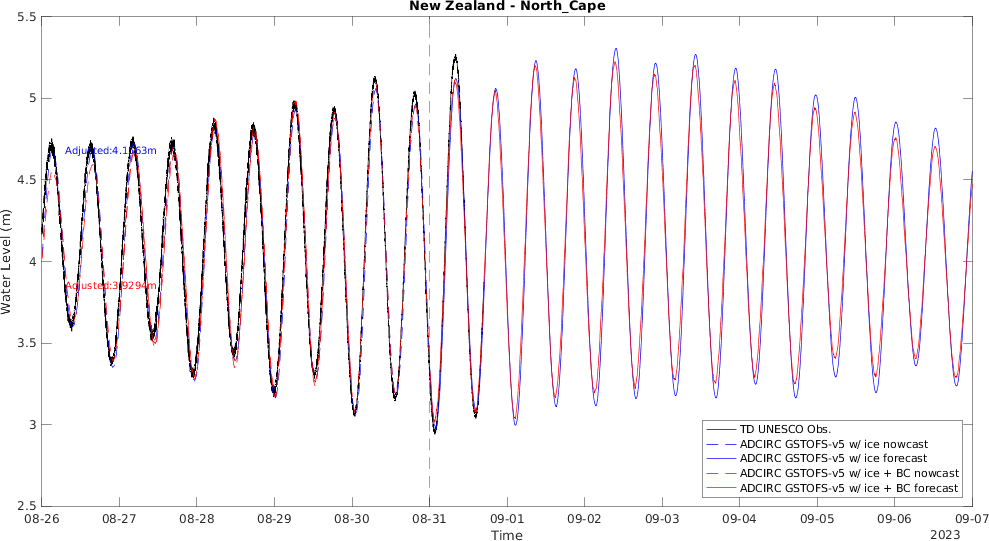 New Zealand - North_Cape
Water Level (m)
5.5
5
4.5
4
3.5
3
2.5
Adjusted:3.9294m
08-26
08-27
08-28
08-29
08-30
08-31
09-01
09-02
09-03
09-04
09-05
09-06
09-07
2023
Time
TD UNESCO Obs.
ADCIRC GSTOFS-v5 w/ ice nowcast
ADCIRC GSTOFS-v5 w/ ice forecast
ADCIRC GSTOFS-v5 w/ ice + BC nowcast
ADCIRC GSTOFS-v5 w/ ice + BC forecast